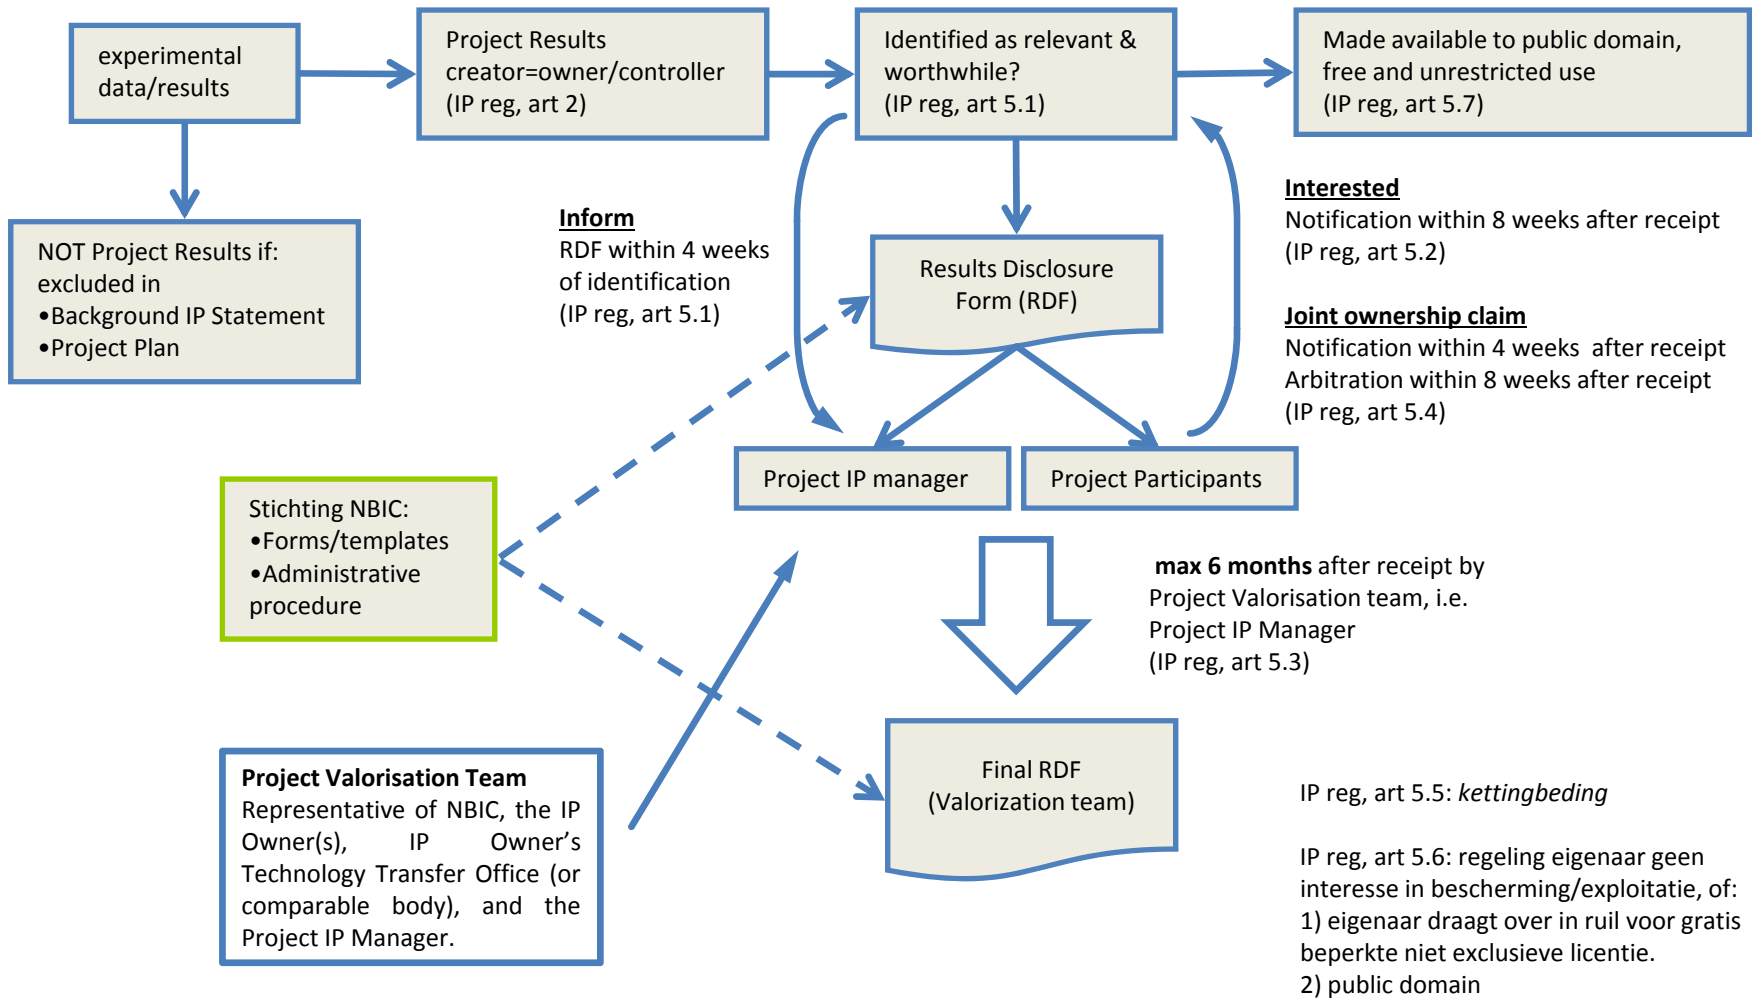 experimental
data/results
Project Results
creator=owner/controller
(IP reg, art 2)
Identified as relevant &
worthwhile?
(IP reg, art 5.1)
Made available to public domain,
free and unrestricted use
(IP reg, art 5.7)
NOT Project Results if:
excluded in
•Background IP Statement
•Project Plan
Inform
RDF within 4 weeks
of identification
(IP reg, art 5.1)
Results Disclosure
Form (RDF)
Interested
Notification within 8 weeks after receipt
(IP reg, art 5.2)
Joint ownership claim
Notification within 4 weeks  after receipt
Arbitration within 8 weeks after receipt
(IP reg, art 5.4)
Project IP manager
Project Participants
Stichting NBIC:
•Forms/templates
•Administrative
procedure
max 6 months after receipt by
Project Valorisation team, i.e.
Project IP Manager
(IP reg, art 5.3)
Project Valorisation Team
Representative of NBIC, the IP
Owner(s), IP Owner’s
Technology Transfer Office (or
comparable body), and the
Project IP Manager.
Final RDF
(Valorization team)
IP reg, art 5.5: kettingbeding
IP reg, art 5.6: regeling eigenaar geen
interesse in bescherming/exploitatie, of:
1) eigenaar draagt over in ruil voor gratis
beperkte niet exclusieve licentie.
2) public domain